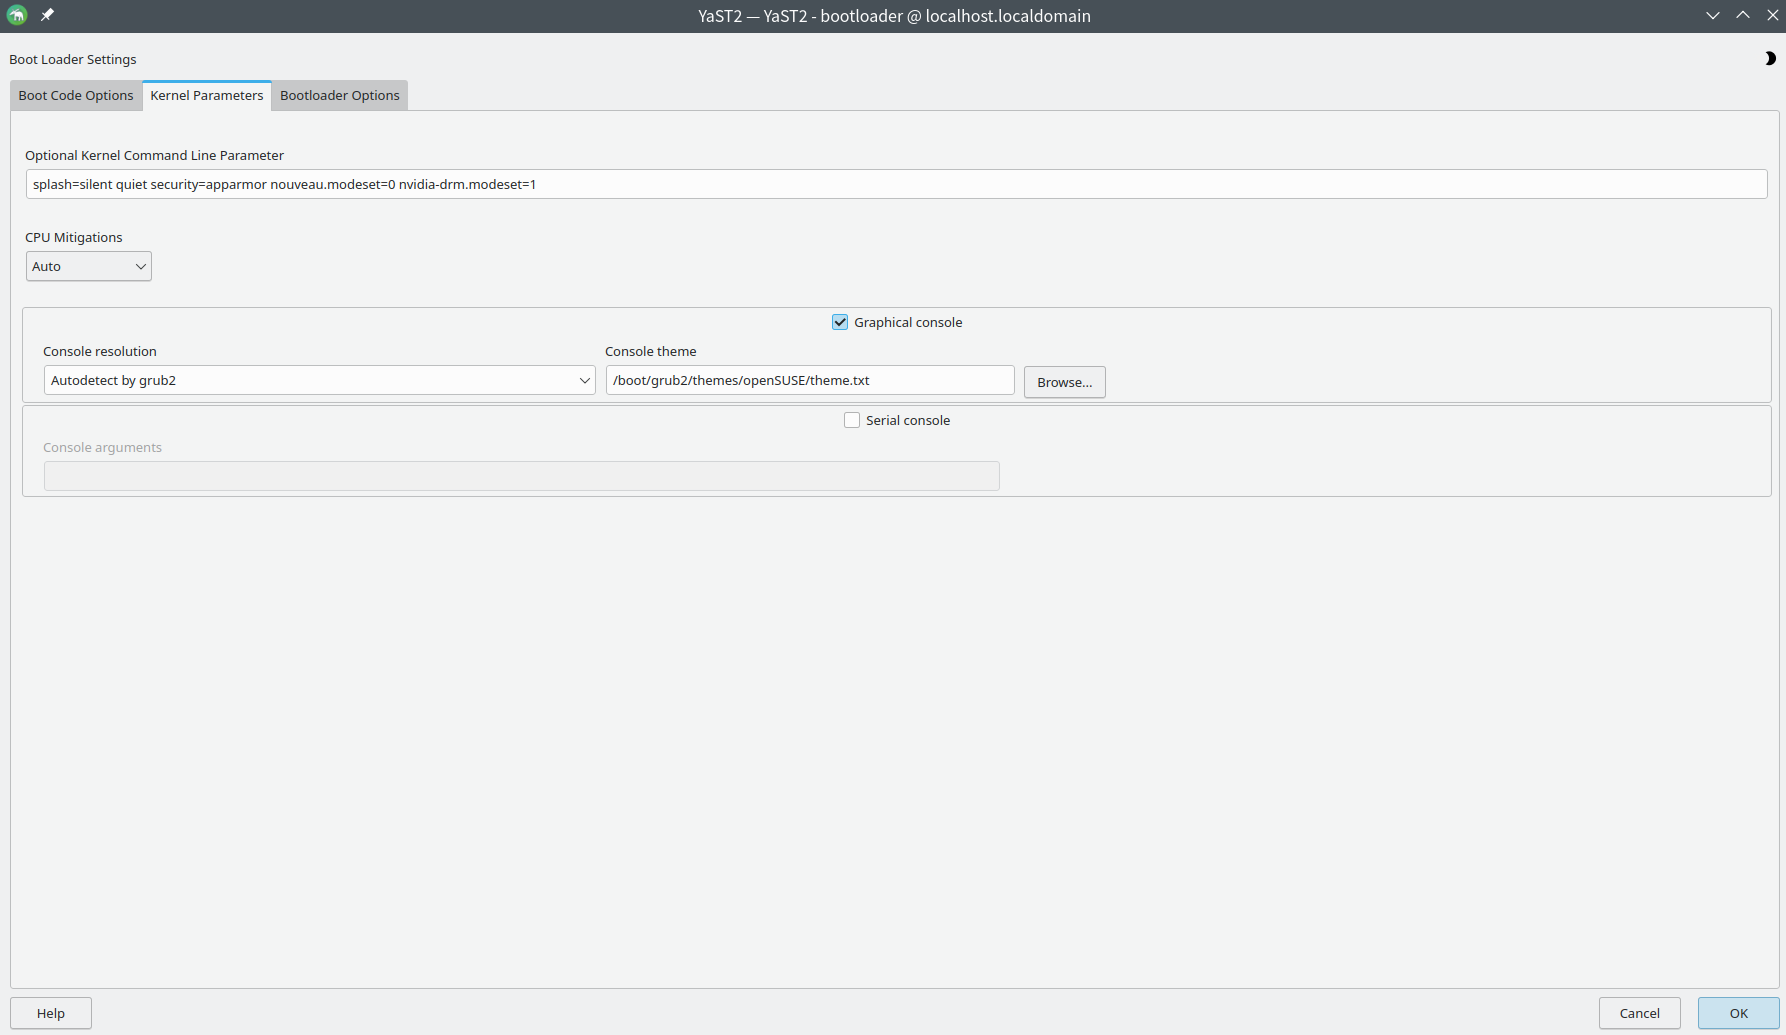 YaST2 — YaST2 - bootloader @ localhost.localdomain
Boot Loader Settings
Boot Code Options Kernel Parameters Bootloader Options
Optional Kernel Command Line Parameter
splash=silent quiet security=apparmor nouveau.modeset=0 nvidia-drm.modeset=1
CPU Mitigations
Auto
Graphical console
Console resolution Console theme
Autodetect by grub2 /boot/grub2/themes/openSUSE/theme.txt Browse...
Serial console
Console arguments
Help Cancel OK